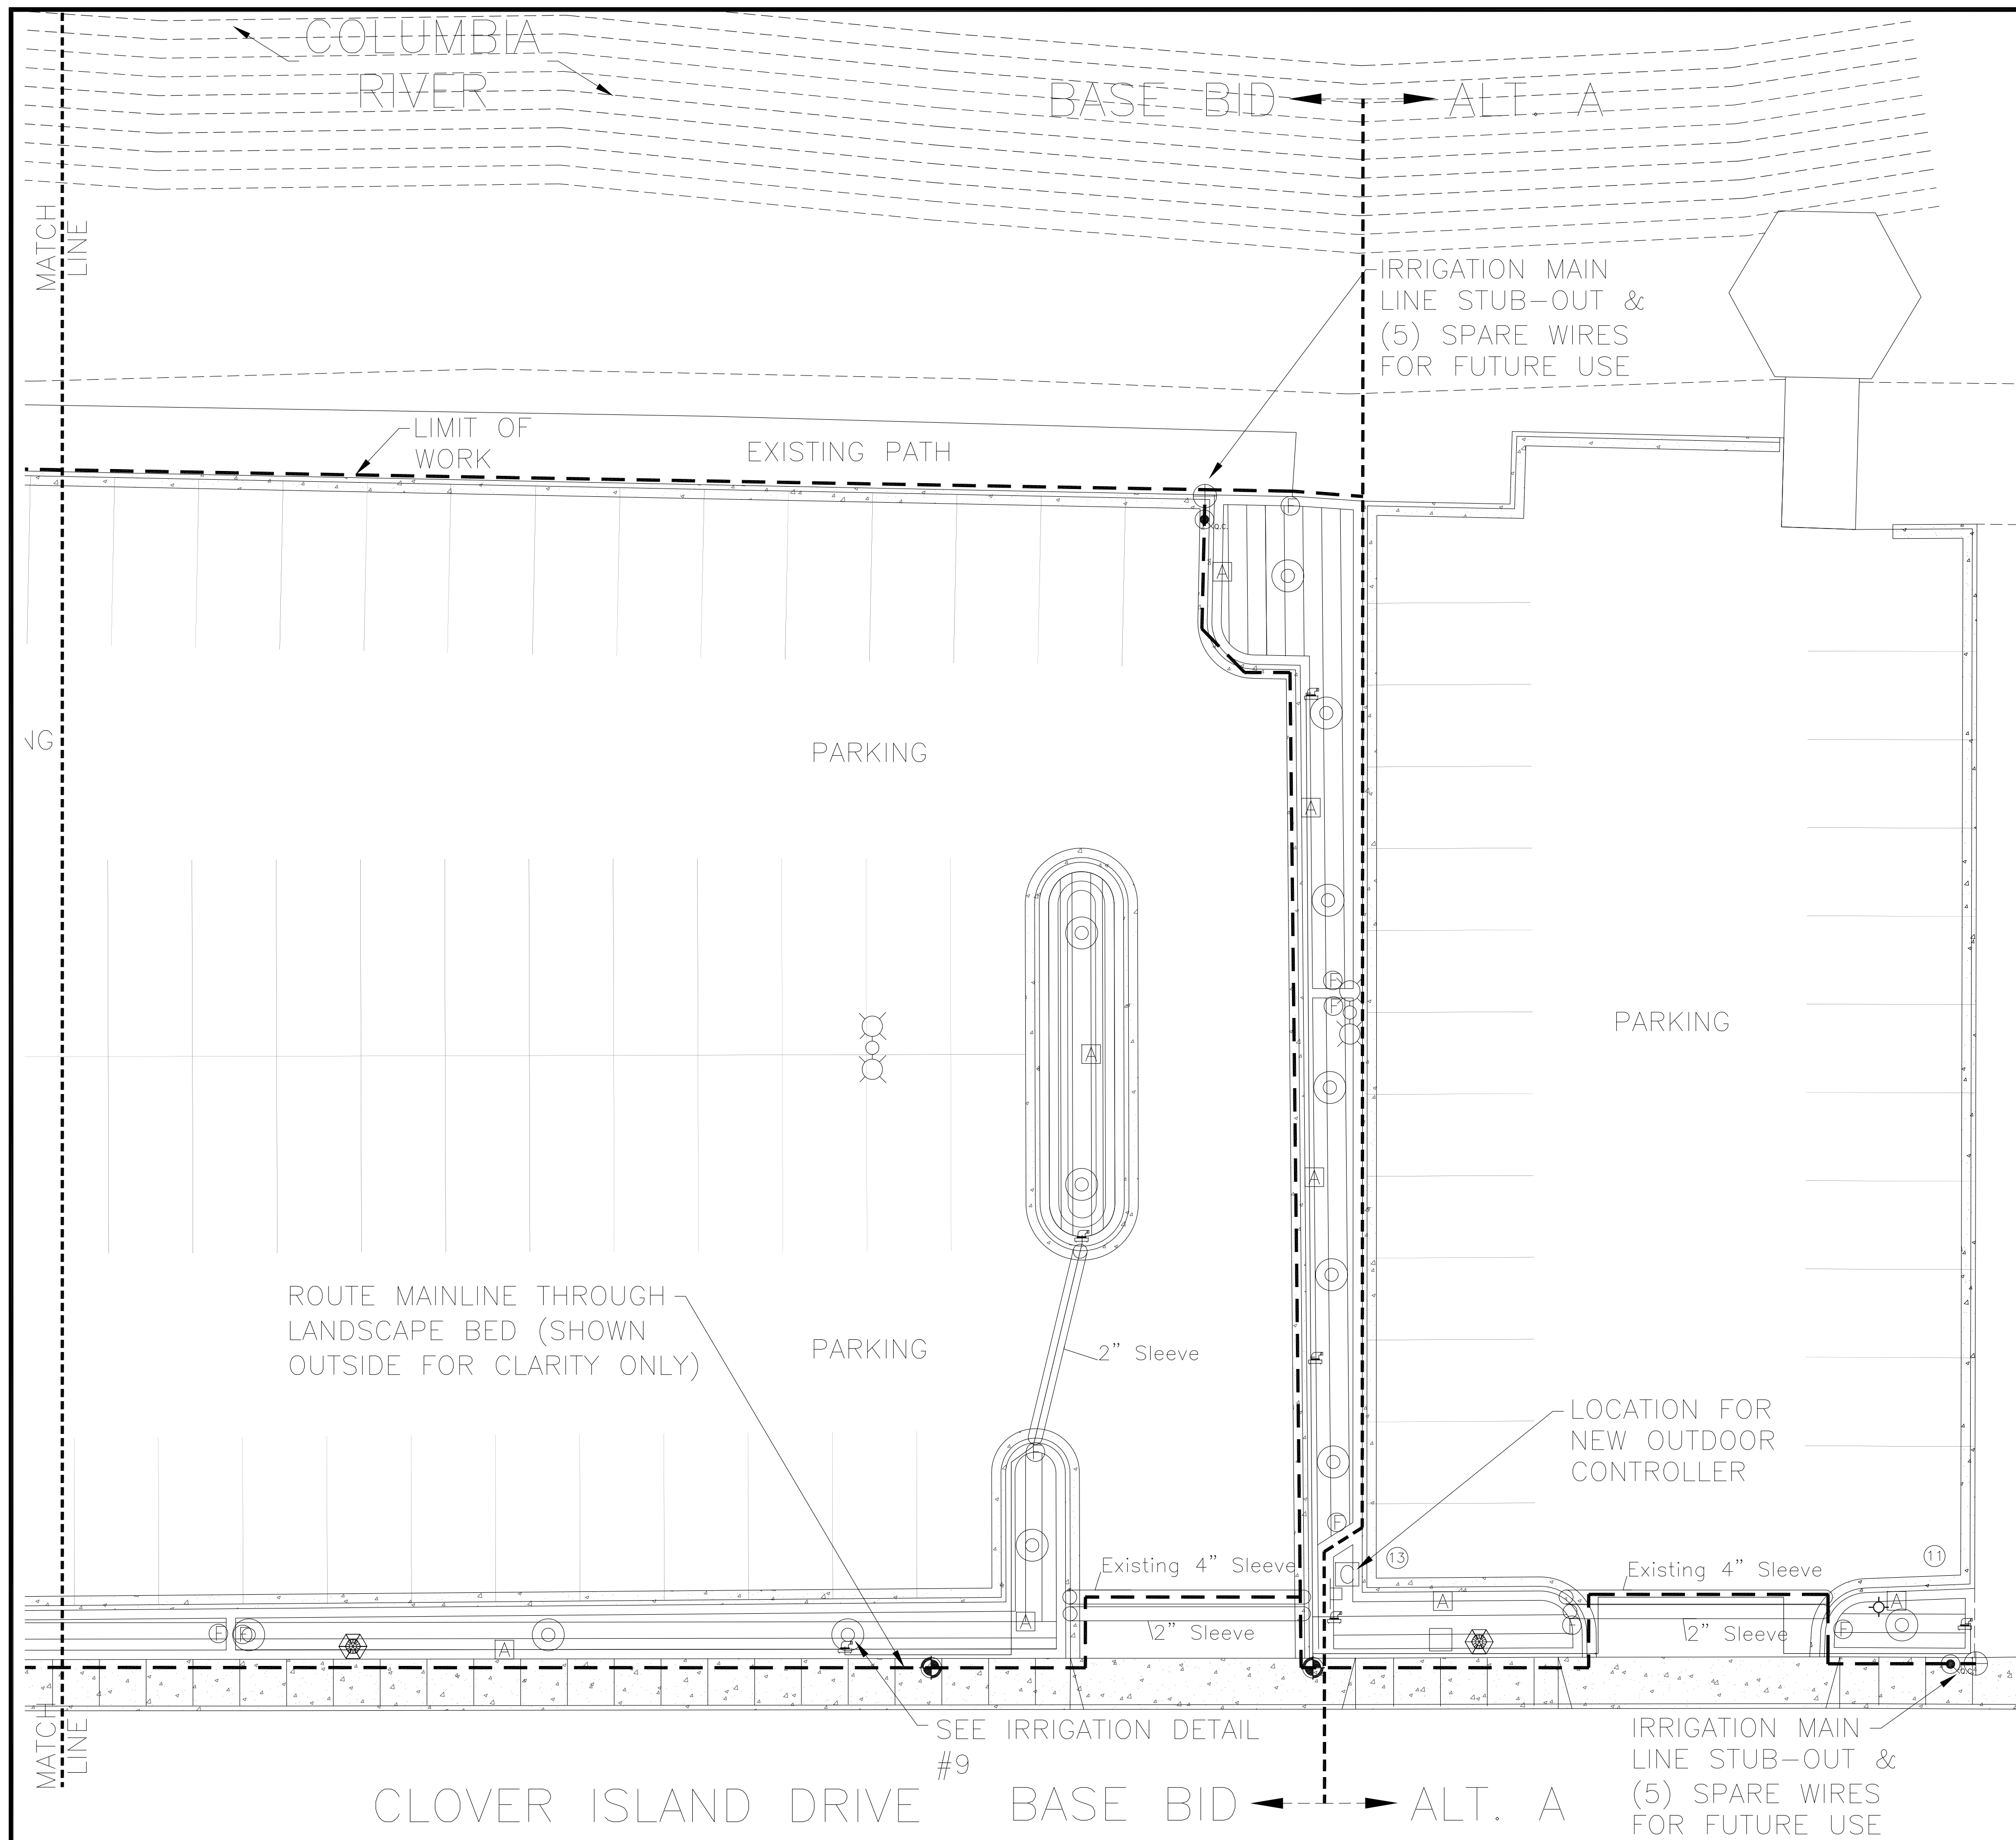 COLUMBIA
RIVER
BASE BID
ALT. A
MATCH
LINE
IRRIGATION MAIN
LINE STUB-OUT &
(5) SPARE WIRES
FOR FUTURE USE
LIMIT OF
WORK
EXISTING PATH
F
Q.C.
A
NG
PARKING
A
F
F
A
PARKING
A
ROUTE MAINLINE THROUGH
LANDSCAPE BED (SHOWN
OUTSIDE FOR CLARITY ONLY)
PARKING
2" Sleeve
LOCATION FOR
NEW OUTDOOR
CONTROLLER
F
F
C
13
11
Existing 4" Sleeve
Existing 4" Sleeve
A
A
A
F
F
F
F
2" Sleeve
2" Sleeve
A
Q.C.
MATCH
LINE
SEE IRRIGATION DETAIL
#9
IRRIGATION MAIN
LINE STUB-OUT &
(5) SPARE WIRES
FOR FUTURE USE
CLOVER ISLAND DRIVE
BASE BID
ALT. A